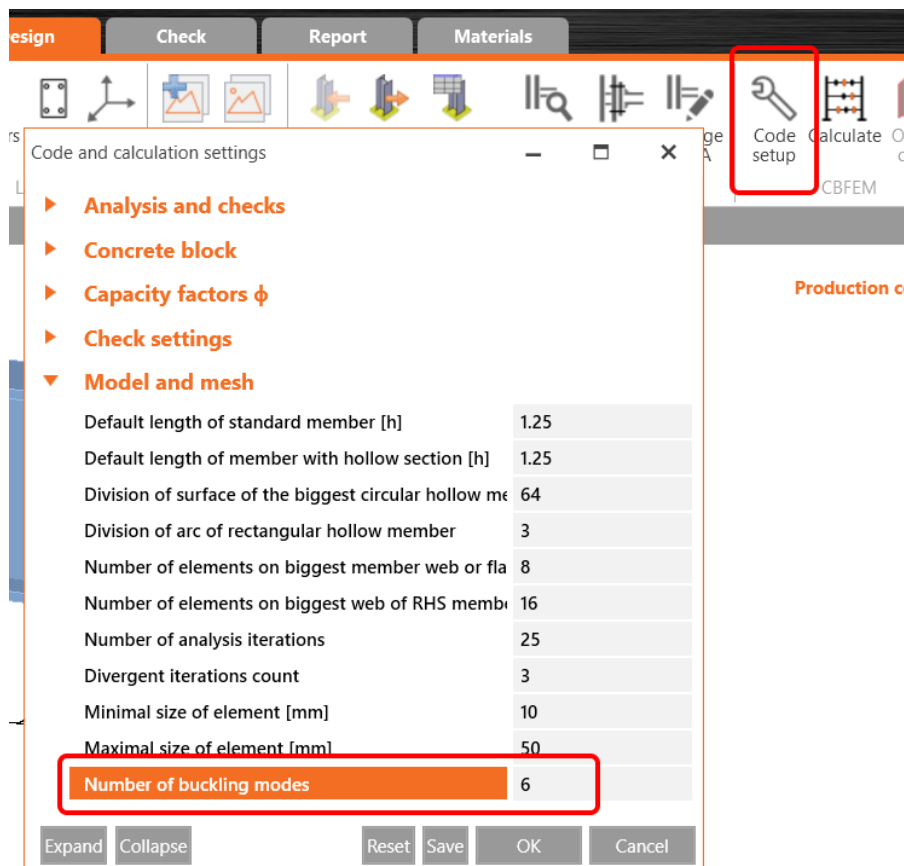 esign Check Report Materials
Code Calculate
setup
CBFEM
Code and calculation settings
Analysis and checks
Concrete block
Capacity factors ϕ
Production c
Check settings
Model and mesh
Default length of standard member [h] 1.25
Default length of member with hollow section [h] 1.25
Division of surface of the biggest circular hollow me 64
Division of arc of rectangular hollow member 3
Number of elements on biggest member web or fla 8
Number of elements on biggest web of RHS memb 16
Number of analysis iterations 25
Divergent iterations count 3
Minimal size of element [mm] 10
Maximal size of element [mm] 50
Number of buckling modes 6
Expand Collapse Reset Save OK Cancel